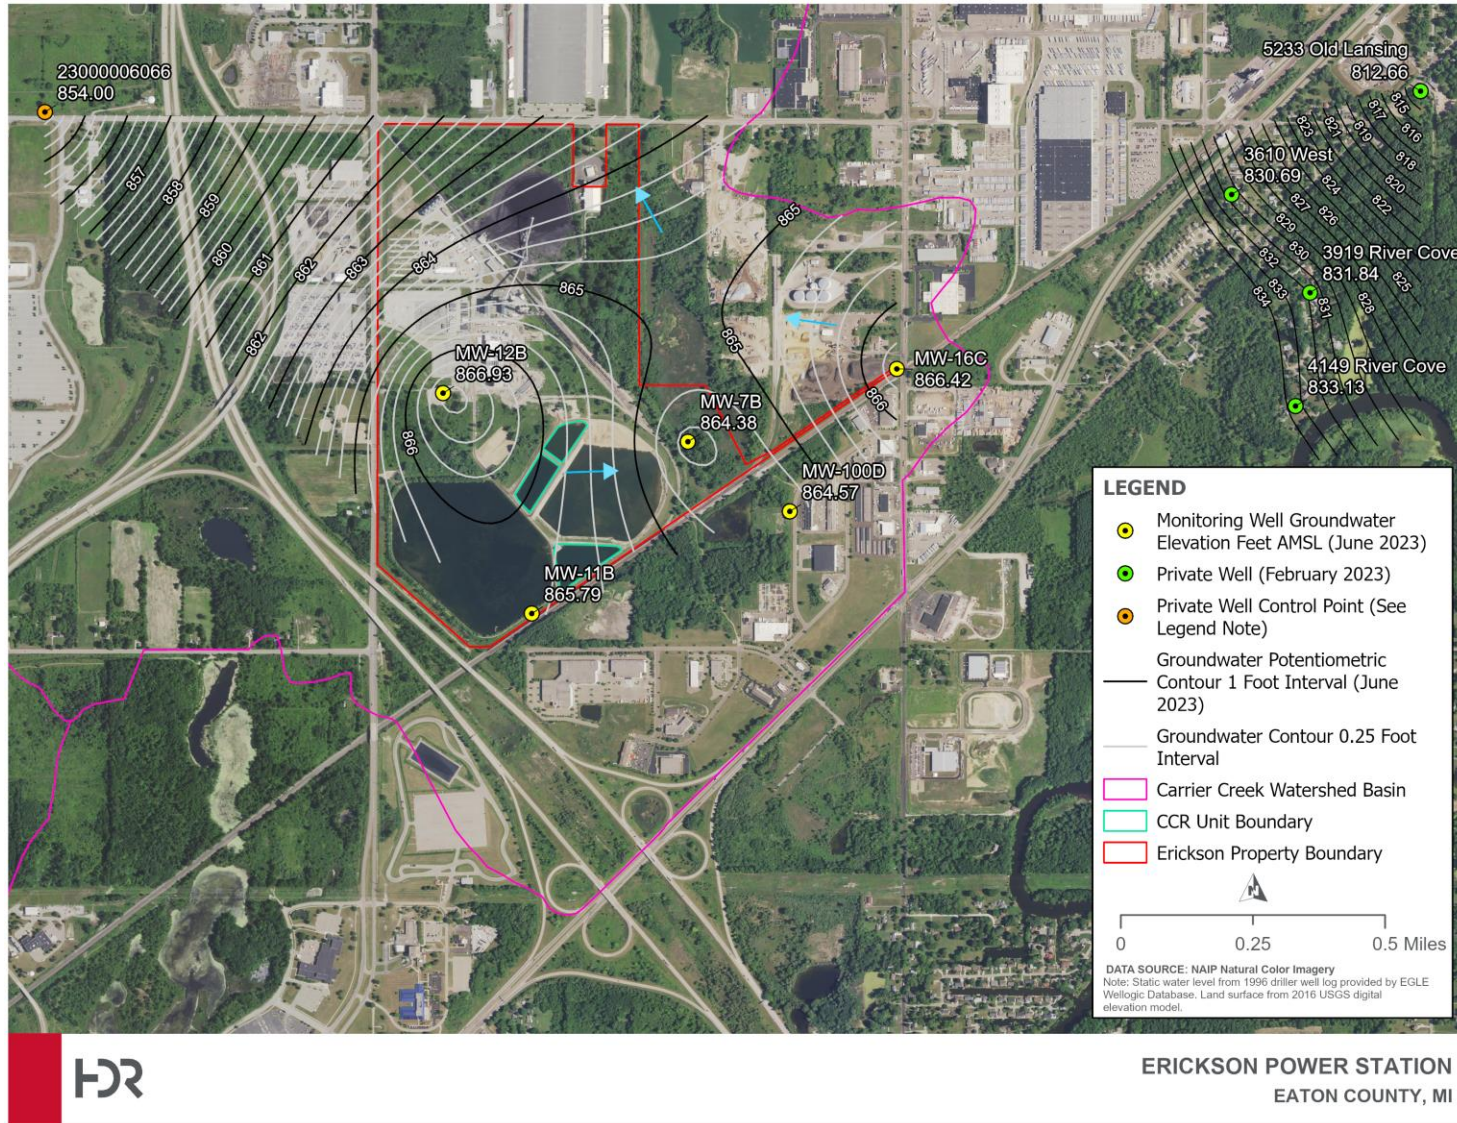 23000006066
854.00
5233 Old Lansing
812.66
815
817
816
819
821
823
818
3610 West
830.69
820
824
822
827
826
829
830
832
3919 River Cove
831.84
833
834
831
828
825
4149 River Cove
833.13
857
858
859
860
861
862
863
864
862
865
865
865
MW-12B
866.93
866
MW-7B
864.38
MW-16C
866.42
866
MW-100D
864.57
MW-11B
865.79
LEGEND
Monitoring Well Groundwater
Elevation Feet AMSL (June 2023)
Private Well (February 2023)
Private Well Control Point (See
Legend Note)
Groundwater Potentiometric
Contour 1 Foot Interval (June
2023)
Groundwater Contour 0.25 Foot
Interval
Carrier Creek Watershed Basin
CCR Unit Boundary
Erickson Property Boundary
N
0 0.25 0.5 Miles
DATA SOURCE: NAIP Natural Color Imagery
Note: Static water level from 1996 driller well log provided by EGLE
Wellogic Database. Land surface from 2016 USGS digital
elevation model.
HDR
ERICKSON POWER STATION
EATON COUNTY, MI